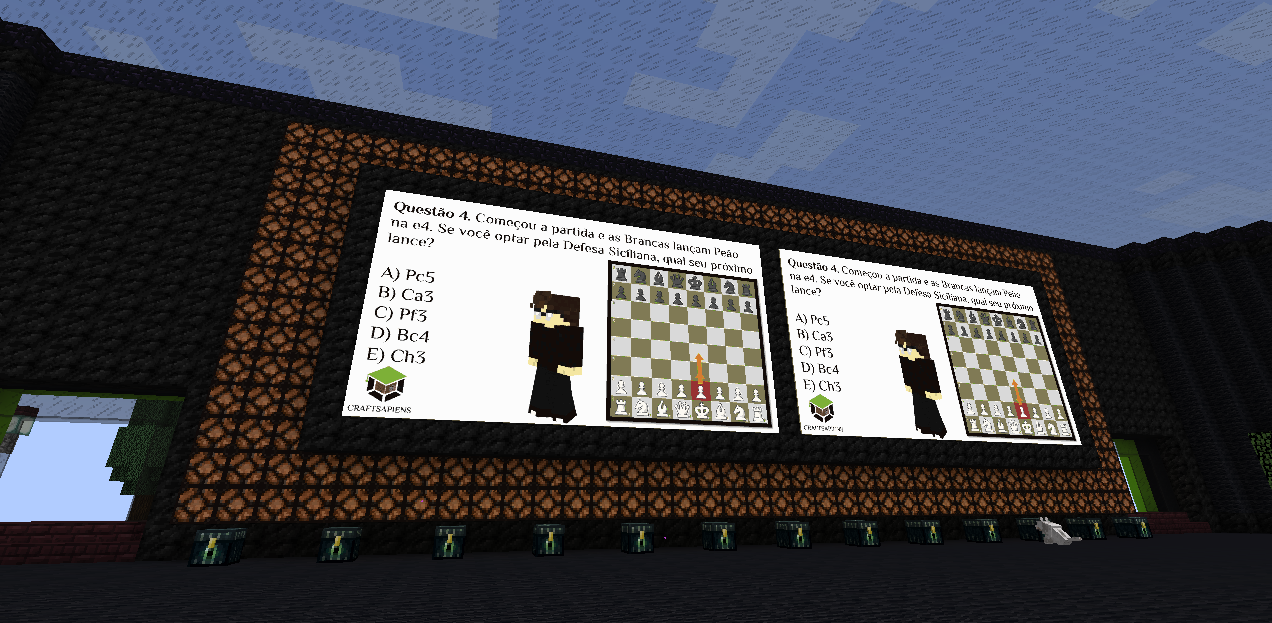 Questão 4. Começou a partida e as Brancas lançam Peão
na e4. Se você optar pela Defesa Siciliana, qual seu próximo
lance?
A) Pc5
B) Ca3
C) Pf3
D) Bc4
E) Ch3
CRAFTSAPIENS
Questão 4. Começou a partida e as Brancas lançam Peão
na e4. Se você optar pela Defesa Siciliana, qual seu próximo
lance?
A) Pc5
B) Ca3
C) Pf3
D) Bc4
E) Ch3
CRAFTSAPIENS